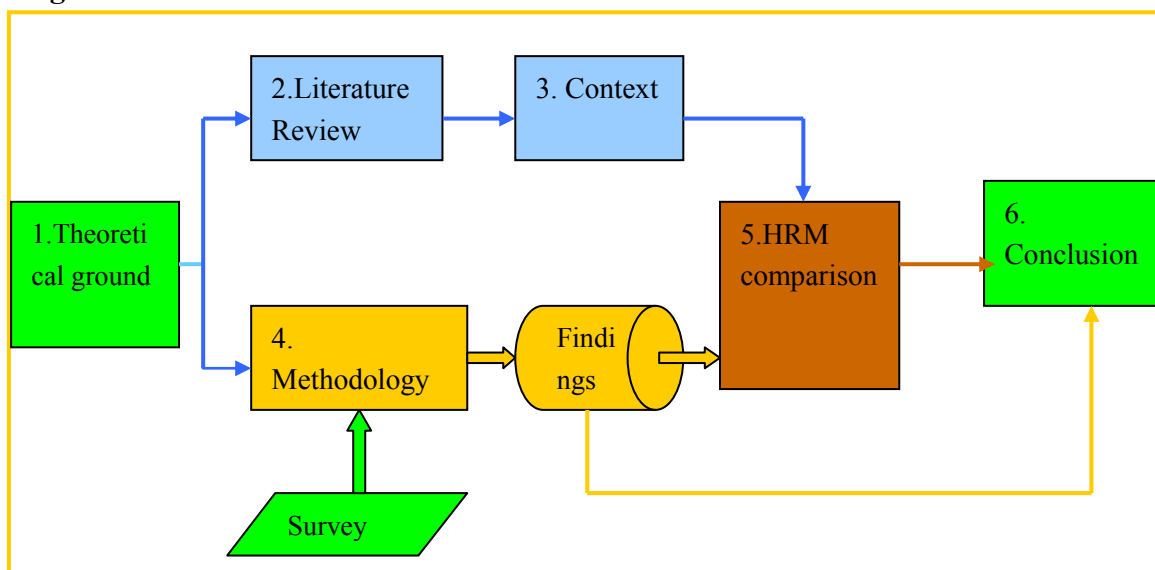 2.Literature
Review
3. Context
1.Theoreti
cal ground
4.
Methodology
Findi
ngs
5.HRM
comparison
6.
Conclusion
Survey